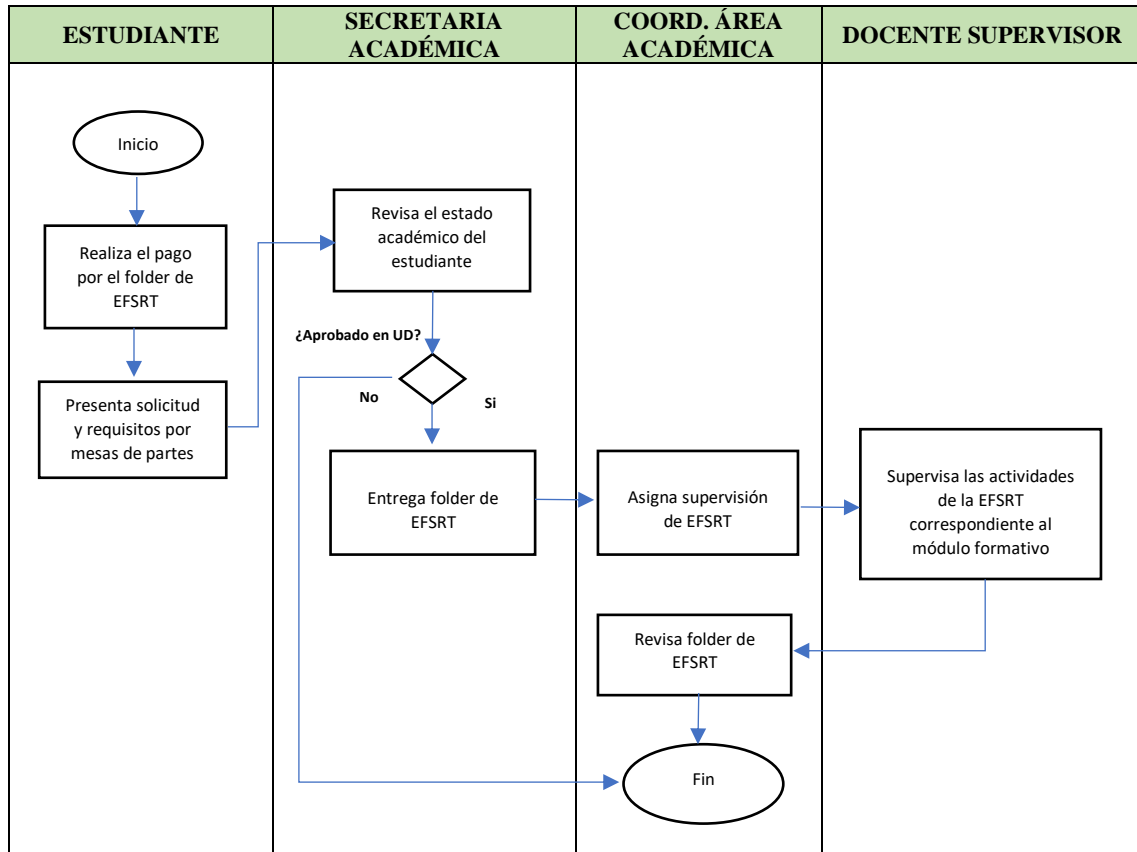 ESTUDIANTE
SECRETARIA
ACADÉMICA
COORD. ÁREA
ACADÉMICA
DOCENTE SUPERVISOR
Inicio
Realiza el pago
por el folder de
EFSRT
Presenta solicitud
y requisitos por
mesas de partes
Revisa el estado
académico del
estudiante
¿Aprobado en UD?
No
Si
Entrega folder de
EFSRT
Asigna supervisión
de EFSRT
Supervisa las actividades
de la EFSRT
correspondiente al
módulo formativo
Revisa folder de
EFSRT
Fin